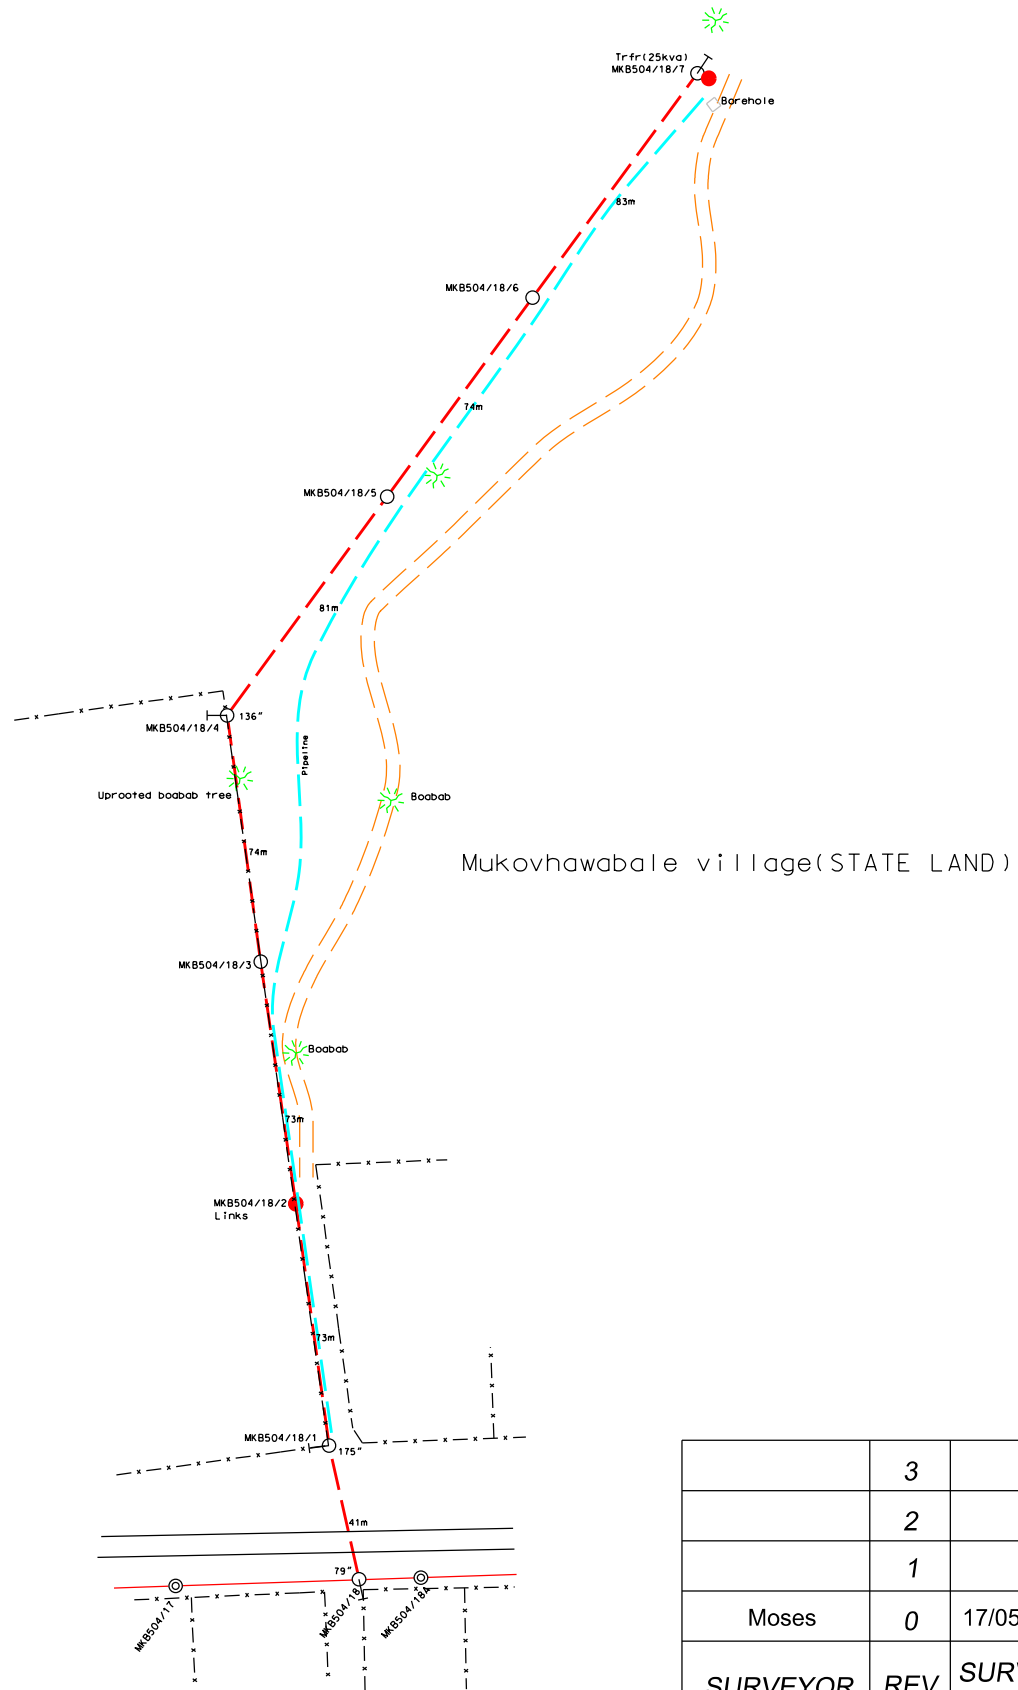 Trfr(25kva)
MKB504/18/7
Borehole
83m
MKB504/18/6
74m
MKB504/18/5
81m
136"
MKB504/18/4
Pipeline
Uprooted boabab tree
Boabab
74m
Mukovhawabale village(STATE LAND)
MKB504/18/3
Boabab
73m
MKB504/18/2
Links
73m
MKB504/18/1
175"
41m
79"
MKB504/17
MKB504/18
MKB504/18A
3
2
1
Moses 0 17/05
SURVEYOR REV SURV